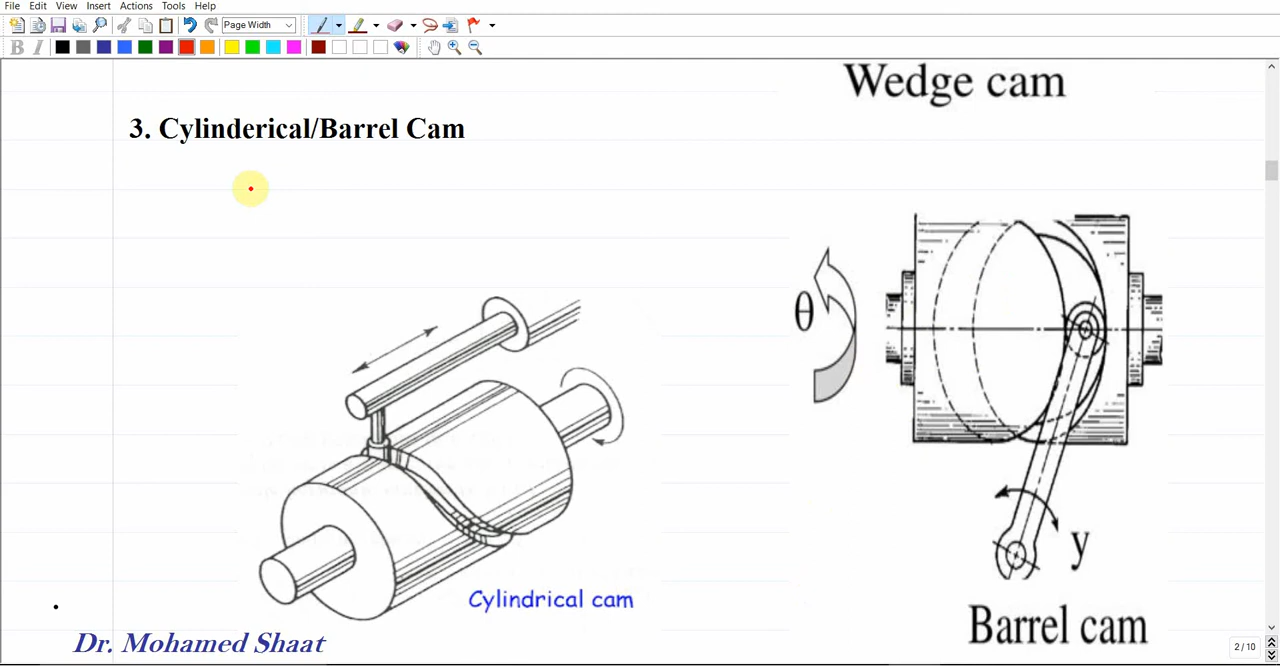 File Edit View Insert Actions Tools Help
Page Width
B I
Wedge cam
3. Cylinderical/Barrel Cam
θ
y
Cylindrical cam
Barrel cam
Dr. Mohamed Shaat
2 / 10